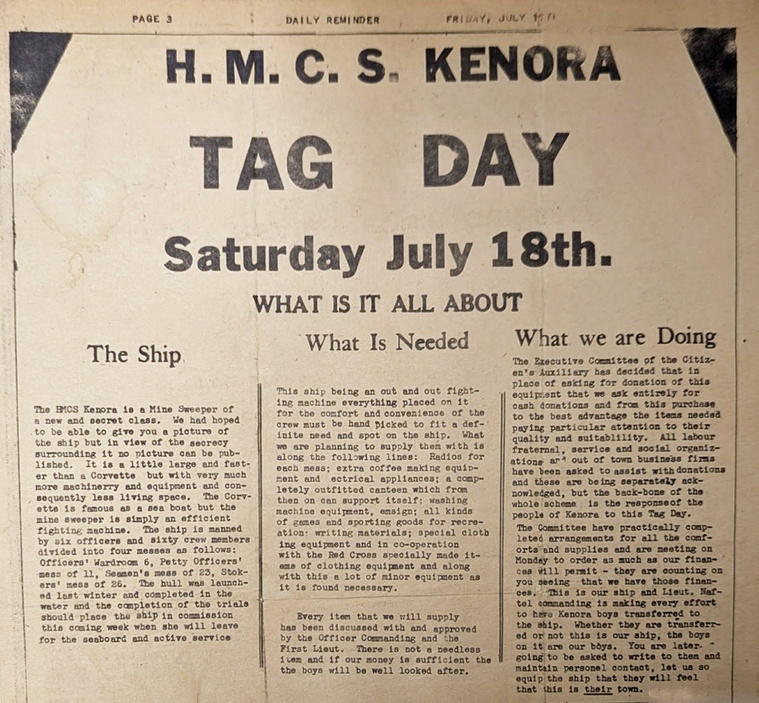 PAGE 3 DAILY REMINDER FRIDAY, JULY
H. M. C. S. KENORA
TAG DAY
Saturday July 18th.
WHAT IS IT ALL ABOUT
The Ship
The HMCS Kenora is a Mine Sweeper of
a new and secret class. We had hoped
to be able to give you a picture of
the ship but in view of the secrecy
surrounding it no picture can be pub-
lished. It is a little large and fast-
er than a Corvette but with very much
more machinerry and equipment and con-
sequently less living space. The Corv-
ette is famous as a sea boat but the
mine sweeper is simply an efficient
fighting machine. The ship is manned
by six officers and sixty crew members
divided into four messes as follows:
Officers' Wardroom 6, Petty Officers'
mess of 11, Seamen's mess of 23, Stok-
ers' mess of 26. The hull was launch-
ed last winter and completed in the
water and the completion of the trials
should place the ship in commission
this coming week when she will leave
for the seaboard and active service
What Is Needed
This ship being an out and out fight-
ing machine everything placed on it
for the comfort and convenience of the
crew must be hand picked to fit a def-
inite need and spot on the ship. What
we are planning to supply them with is
along the following lines: Radios for
each mess; extra coffee making equip-
ment and ectrical appliances; a comp-
letely outfitted canteen which from
then on can support itself; washing
machine equipment, emsign; all kinds
of games and sporting goods for recre-
ation; writing materials; special cloth
ing equipment and in co-operation
with the Red Cross specially made it-
ems of clothing equipment and along
with this a lot of minor equipment as
it is found necessary.
Every item that we will supply
has been discussed with and approved
by the Officer Commanding and the
First Lieut. There is not a needless
item and if our money is sufficient the
the boys will be well looked after.
What we are Doing
The Executive Committee of the Citiz-
en's Auxiliary has decided that in
place of asking for donation of this
equipment that we ask entirely for
cash donations and from this purchase
to the best advantage the items needed
paying particular attention to their
quality and suitablility. All labour
fraternal, service and social organiz-
ations out of town business firms
have been asked to assist withdonations
and these are being separately ack-
nowledged, but the back-bone of the
whole scheme is the responseof the
people of Kenora to this Tag Day.
The Committee have practically comp-
leted arrangements for all the comf-
orts and supplies and are meeting on
Monday to order as much as our finan-
ces will permit - they are counting on
you seeing that we have those finan-
ces. This is our ship and Lieut. Naf-
tel commanding is making every effort
to have Kenora boys transferred to
the ship. Whether they are transferr-
ed or not this is our ship, the boys
on it are our boys. You are later
going to be asked to write to them and
maintain personal contact, let us so
equip the ship that they will feel
that this is their town.